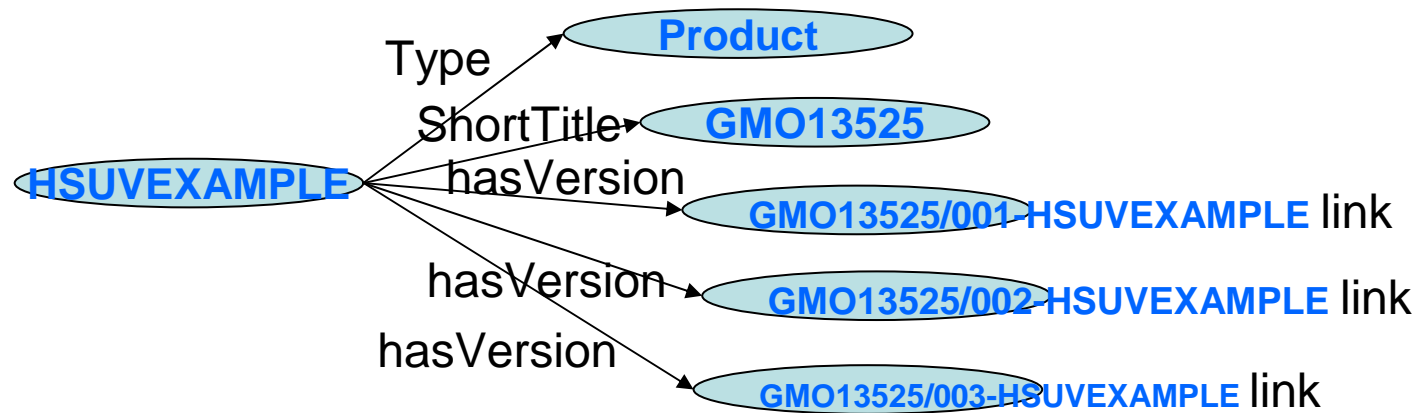 Product
Type
ShortTitle
GMO13525
HSUVEXAMPLE
hasVersion
GMO13525/001-HSUVEXAMPLE link
hasVersion
GMO13525/002-HSUVEXAMPLE link
hasVersion
GMO13525/003-HSUVEXAMPLE link